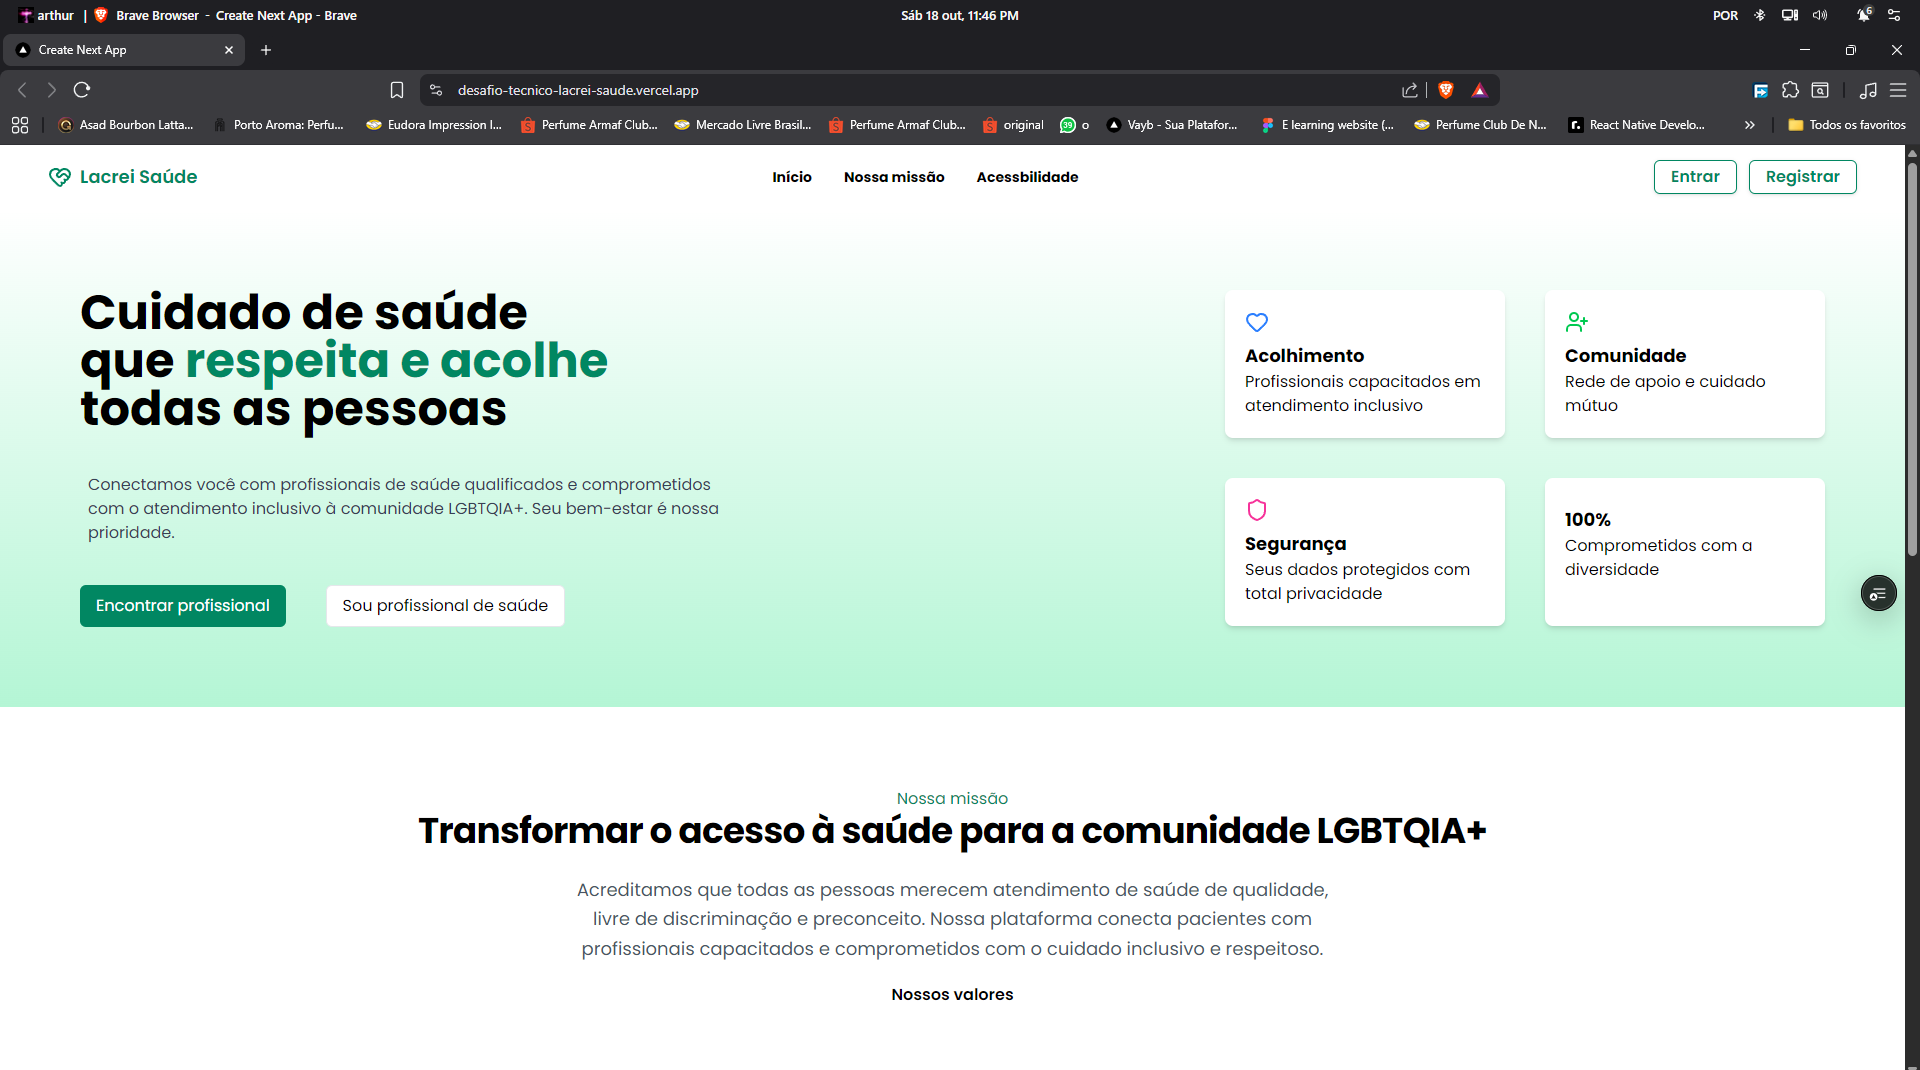 arthur | Brave Browser - Create Next App - Brave
Sáb 18 out, 11:46 PM
POR
6
Create Next App
desafio-tecnico-lacrei-saude.vercel.app
Asad Bourbon Latta...
Porto Aroma: Perfu...
Eudora Impression I...
Perfume Armaf Club...
Mercado Livre Brasil...
Perfume Armaf Club...
original
39
o
Vayb - Sua Platafor...
E learning website (...
Perfume Club De N...
r.
React Native Develo...
Todos os favoritos
Lacrei Saúde
Início
Nossa missão
Acessbilidade
Entrar
Registrar
Cuidado de saúde
que respeita e acolhe
todas as pessoas
Conectamos você com profissionais de saúde qualificados e comprometidos
com o atendimento inclusivo à comunidade LGBTQIA+. Seu bem-estar é nossa
prioridade.
Encontrar profissional
Sou profissional de saúde
Acolhimento
Profissionais capacitados em
atendimento inclusivo
Comunidade
Rede de apoio e cuidado
mútuo
Segurança
Seus dados protegidos com
total privacidade
100%
Comprometidos com a
diversidade
Nossa missão
Transformar o acesso à saúde para a comunidade LGBTQIA+
Acreditamos que todas as pessoas merecem atendimento de saúde de qualidade,
livre de discriminação e preconceito. Nossa plataforma conecta pacientes com
profissionais capacitados e comprometidos com o cuidado inclusivo e respeitoso.
Nossos valores